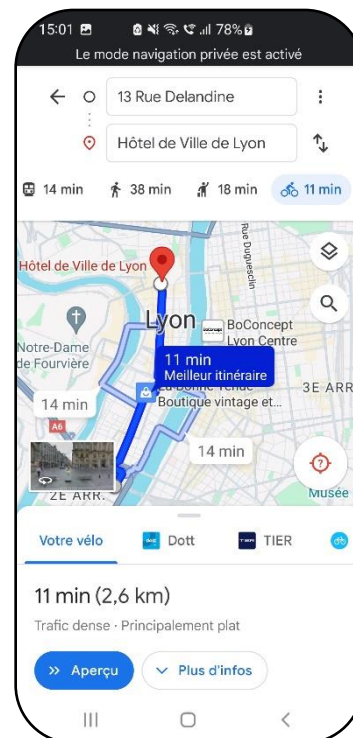 15:01 78%
Le mode navigation privée est activé
13 Rue Delandine
Hôtel de Ville de Lyon
14 min 38 min 18 min 11 min
Rue Duguesclin
Hôtel de Ville de Lyon
Lyon
BoConcept
Lyon Centre
Notre-Dame
de Fourvière
11 min
Meilleur itinéraire
3E ARR
Boutique vintage et...
14 min
A6
14 min
2E ARR.
Musée
Votre vélo Dott TIER
11 min (2,6 km)
Trafic dense · Principalement plat
Aperçu Plus d'infos